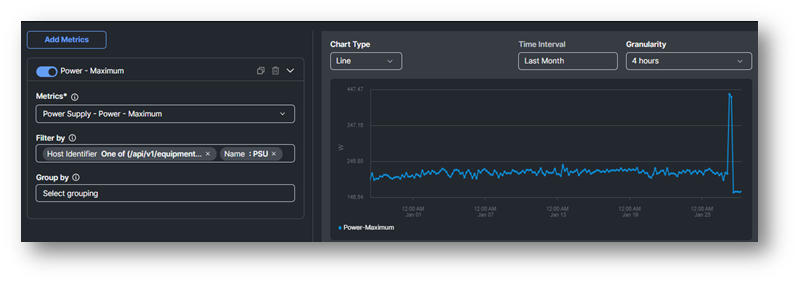 Add Metrics
Power - Maximum
Metrics*
Power Supply - Power - Maximum
Filter by
Host Identifier One of (/api/v1/equipment... × Name : PSU ×
Group by
Select grouping
Chart Type
Time Interval
Granularity
Line
Last Month
4 hours
447.47
347.16
W
248.85
148.54
12:00 AM
Jan 01
12:00 AM
Jan 07
12:00 AM
Jan 13
12:00 AM
Jan 19
12:00 AM
Jan 25
Power-Maximum